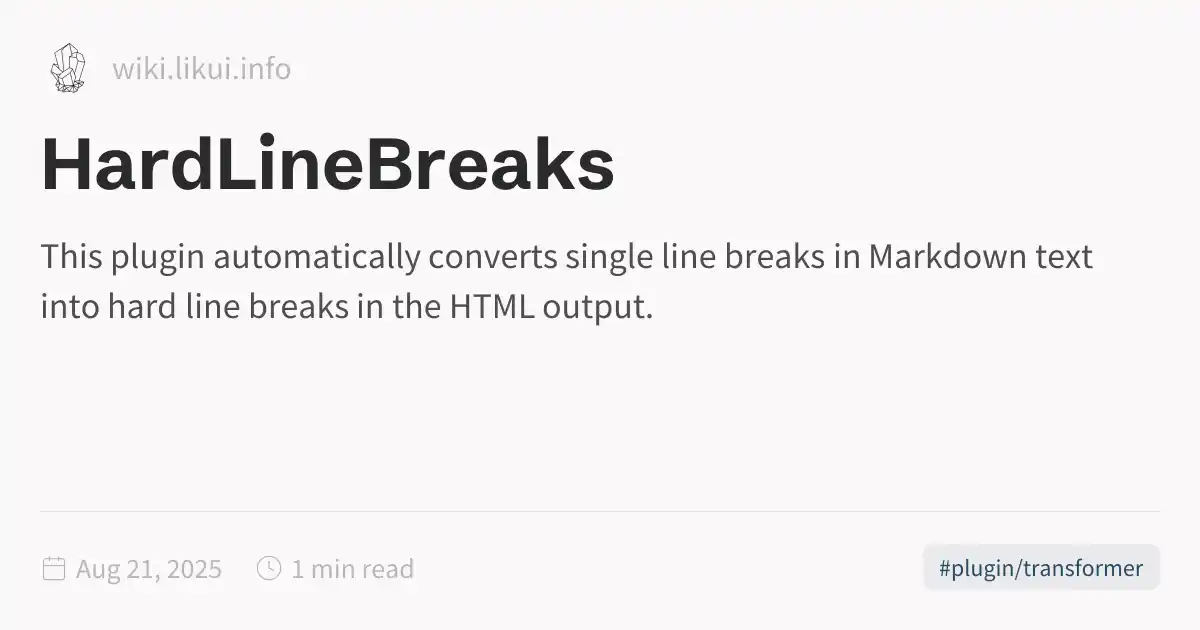 wiki.likui.info
HardLineBreaks
This plugin automatically converts single line breaks in Markdown text
into hard line breaks in the HTML output.
Aug 21, 2025 1 min read #plugin/transformer